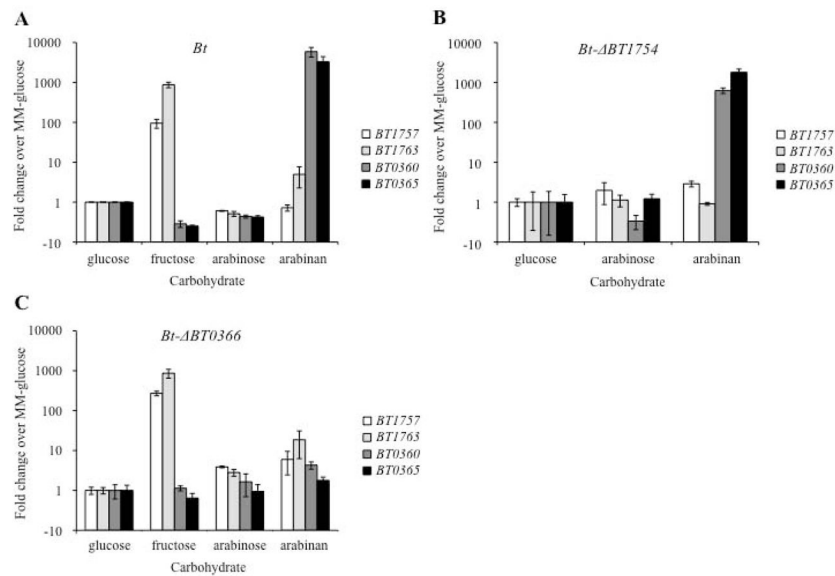 A
Bt
Fold change over MM-glucose
10000
1000
100
10
1
-10
glucose fructose arabinose arabinan
Carbohydrate
BT1757
BT1763
BT0360
BT0365
B
Bt-ΔBT1754
Fold change over MM-glucose
10000
1000
100
10
1
-10
glucose arabinose arabinan
Carbohydrate
BT1757
BT1763
BT0360
BT0365
C
Bt-ΔBT0366
Fold change over MM-glucose
10000
1000
100
10
1
-10
glucose fructose arabinose arabinan
Carbohydrate
BT1757
BT1763
BT0360
BT0365